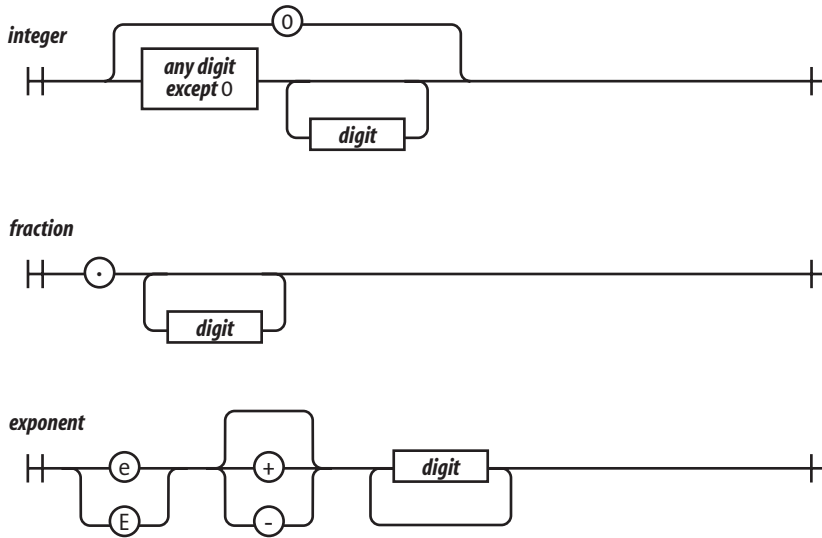 0
integer
any digit
except 0
digit
fraction
.
digit
exponent
e
+
digit
E
-